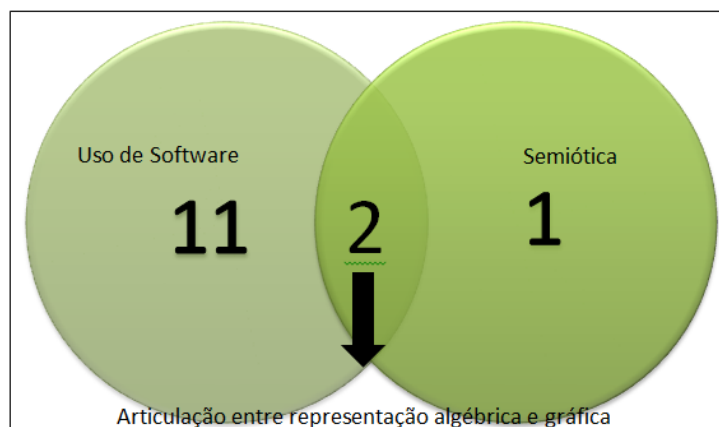 Uso de Software
Semiótica
11
2
1
Articulação entre representação algébrica e gráfica